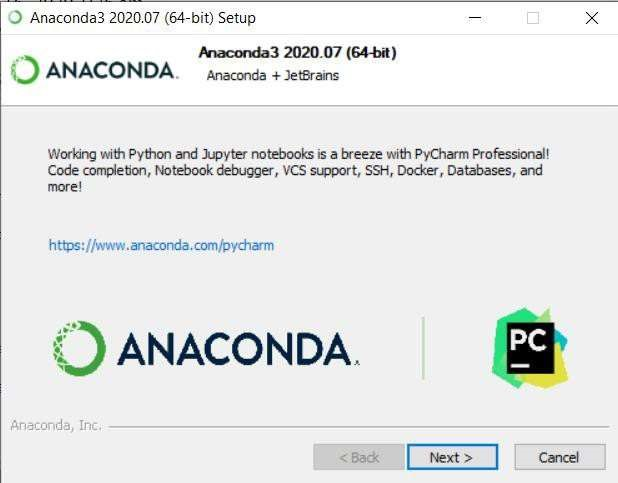 Anaconda3 2020.07 (64-bit) Setup
Anaconda3 2020.07 (64-bit)
ANACONDA.
Anaconda + JetBrains
Working with Python and Jupyter notebooks is a breeze with PyCharm Professional!
Code completion, Notebook debugger, VCS support, SSH, Docker, Databases, and
more!
https://www.anaconda.com/pycharm
ANACONDA.
PC
Anaconda, Inc.
< Back
Next >
Cancel